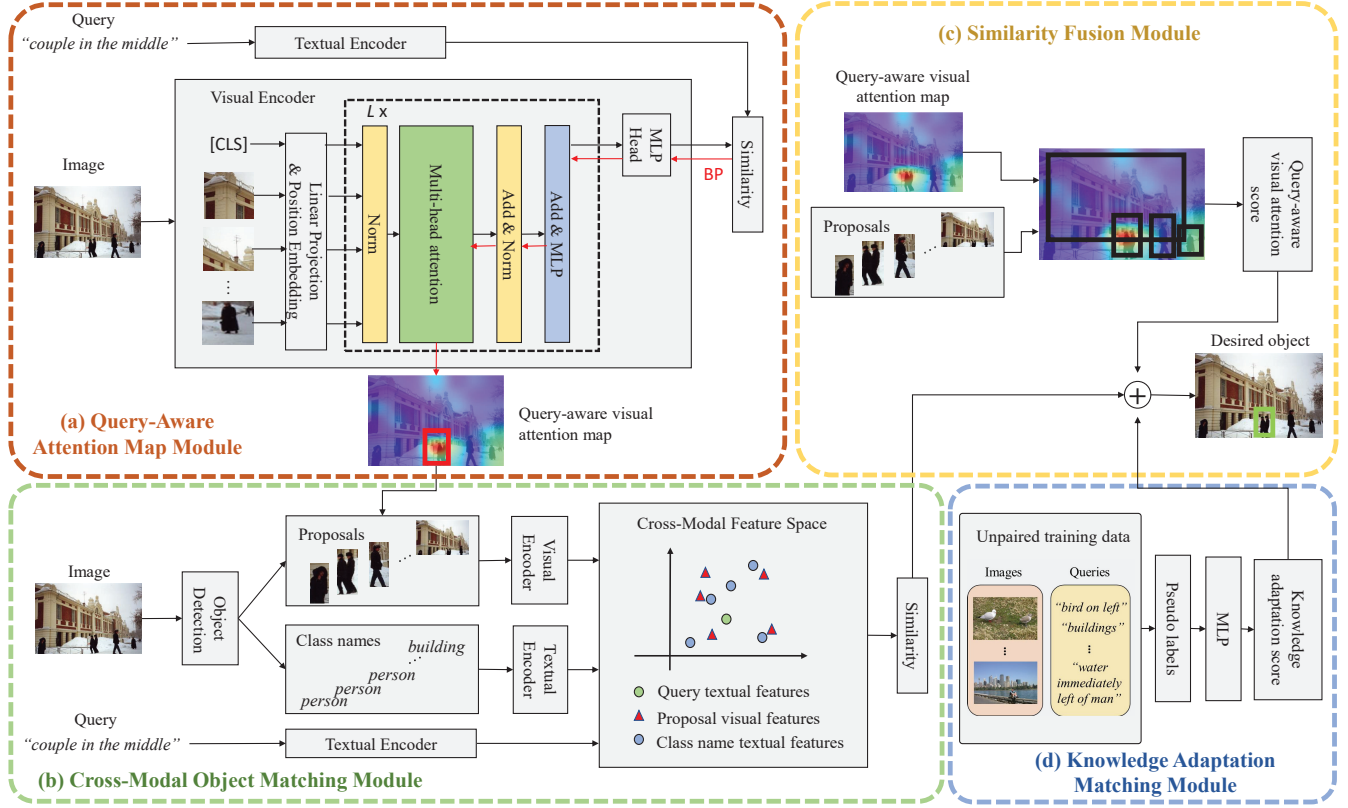 Query
“couple in the middle”
Textual Encoder
Visual Encoder
L x
[CLS]
Image
Linear Projection
& Position Embedding
Norm
Multi-head attention
Add & Norm
Add & MLP
MLP
Head
BP
Similarity
Query-aware visual
attention map
(a) Query-Aware
Attention Map Module
(c) Similarity Fusion Module
Query-aware visual
attention map
Proposals
Query-aware
visual attention
score
Desired object
Image
Object
Detection
Proposals
Class names
building
person
person
person
Visual
Encoder
Textual
Encoder
Query
“couple in the middle”
Textual Encoder
Cross-Modal Feature Space
Query textual features
Proposal visual features
Class name textual features
Similarity
(b) Cross-Modal Object Matching Module
Unpaired training data
Images
Queries
“bird on left”
“buildings”
“water
immediately
left of man”
Pseudo labels
MLP
Knowledge
adaptation score
(d) Knowledge Adaptation
Matching Module